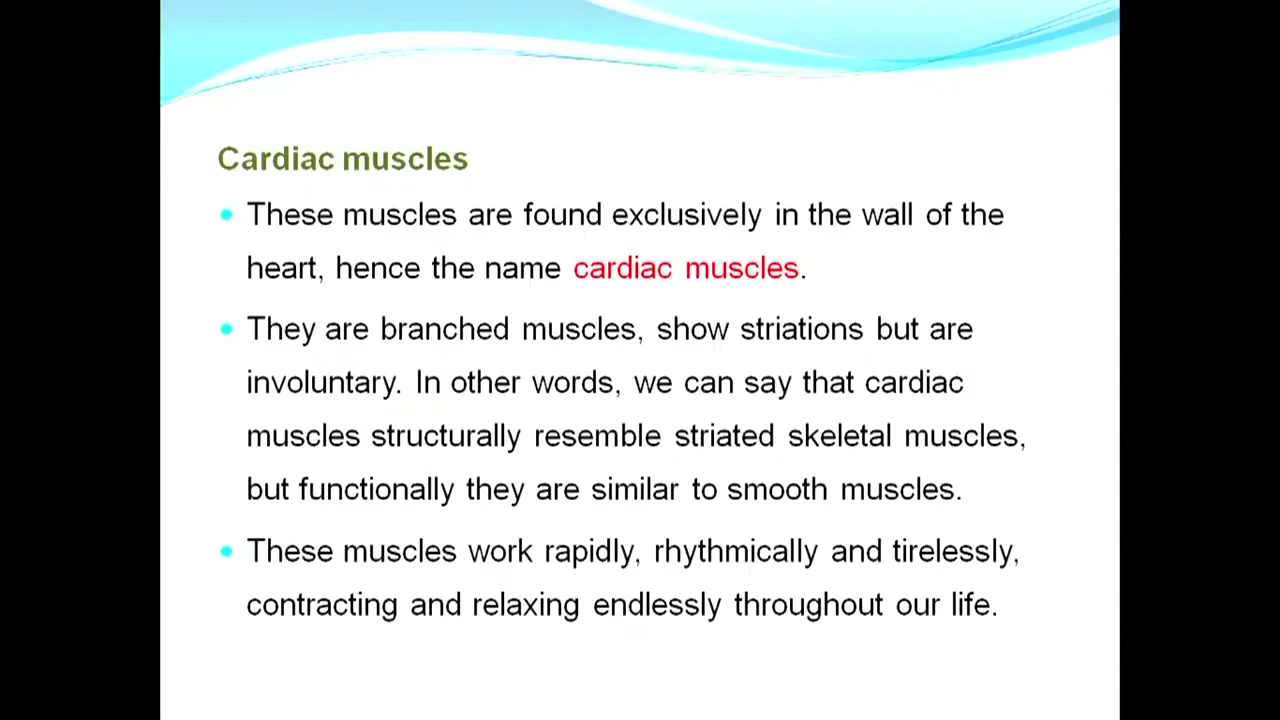 Cardiac muscles
• These muscles are found exclusively in the wall of the
heart, hence the name cardiac muscles.
• They are branched muscles, show striations but are
involuntary. In other words, we can say that cardiac
muscles structurally resemble striated skeletal muscles,
but functionally they are similar to smooth muscles.
• These muscles work rapidly, rhythmically and tirelessly,
contracting and relaxing endlessly throughout our life.